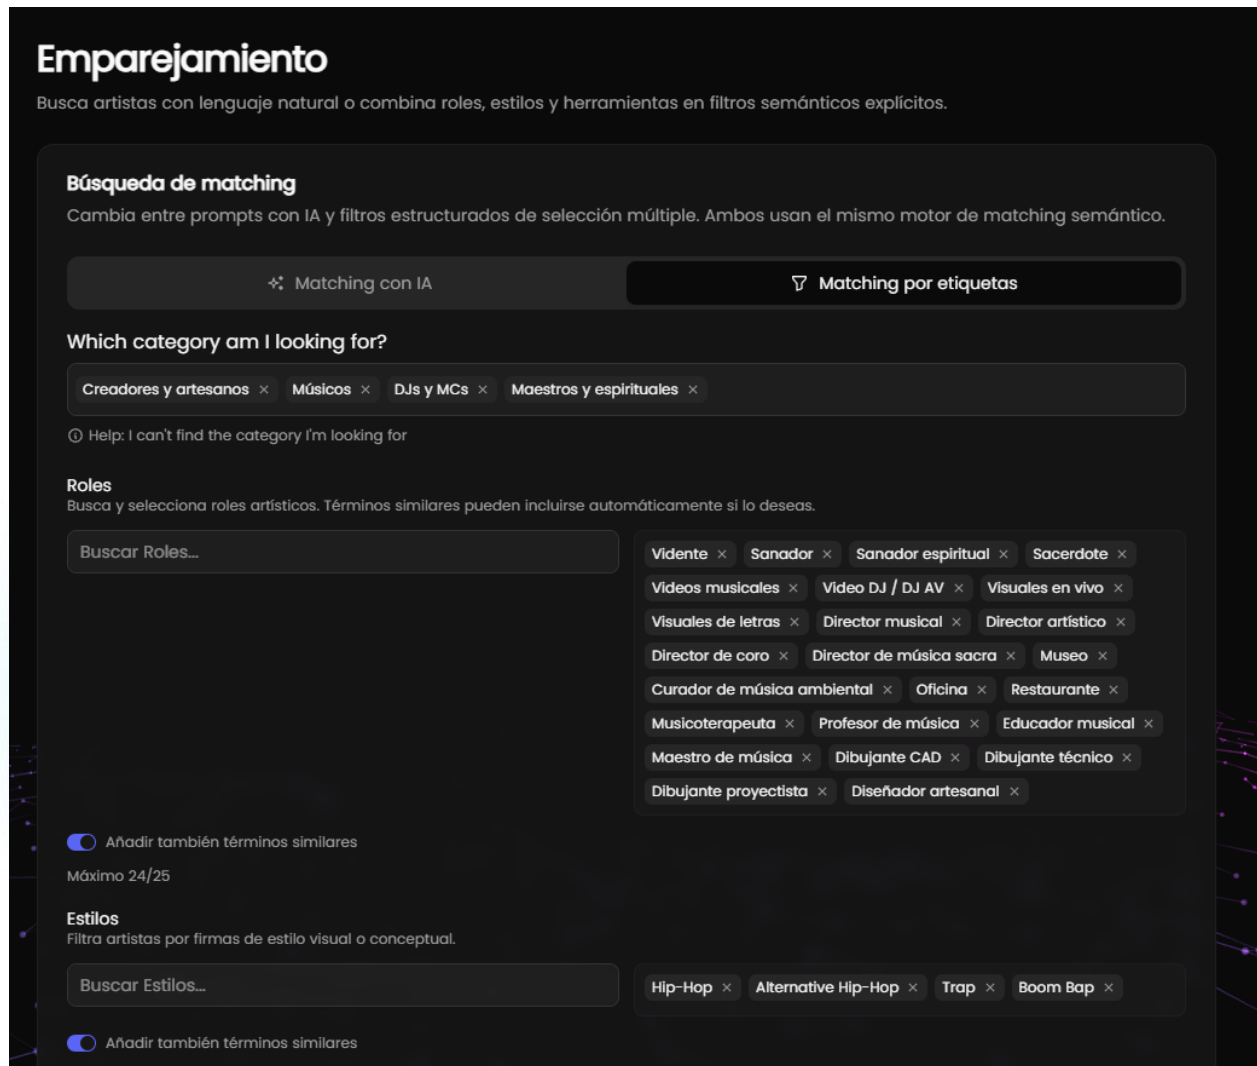 Emparejamiento
Busca artistas con lenguaje natural o combina roles, estilos y herramientas en filtros semánticos explícitos.
Búsqueda de matching
Cambia entre prompts con IA y filtros estructurados de selección múltiple. Ambos usan el mismo motor de matching semántico.
Matching con IA
Matching por etiquetas
Which category am I looking for?
Creadores y artesanos × Músicos × DJs y MCs × Maestros y espirituales ×
Help: I can't find the category I'm looking for
Roles
Busca y selecciona roles artísticos. Términos similares pueden incluirse automáticamente si lo deseas.
Buscar Roles...
Vidente × Sanador × Sanador espiritual × Sacerdote ×
Videos musicales × Video DJ / DJ AV × Visuales en vivo ×
Visuales de letras × Director musical × Director artístico ×
Director de coro × Director de música sacra × Museo ×
Curador de música ambiental × Oficina × Restaurante ×
Musicoterapeuta × Profesor de música × Educador musical ×
Maestro de música × Dibujante CAD × Dibujante técnico ×
Dibujante proyectista × Diseñador artesanal ×
Añadir también términos similares
Máximo 24/25
Estilos
Filtra artistas por firmas de estilo visual o conceptual.
Buscar Estilos...
Hip-Hop × Alternative Hip-Hop × Trap × Boom Bap ×
Añadir también términos similares